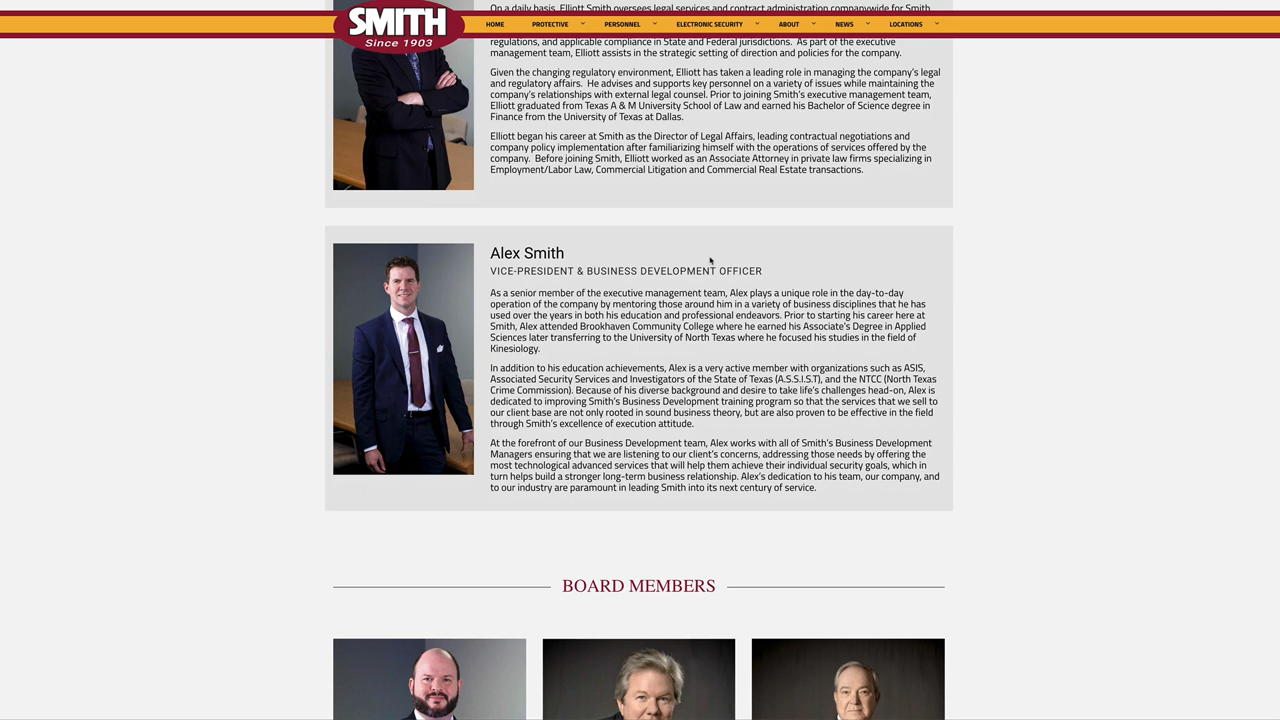 On a daily basis, Elliott Smith oversees legal services and contract administration companywide for Smith
SMITH
Since 1903
HOME
PROTECTIVE
PERSONNEL
ELECTRONIC SECURITY
ABOUT
NEWS
LOCATIONS
regulations, and applicable compliance in State and Federal jurisdictions. As part of the executive
management team, Elliott assists in the strategic setting of direction and policies for the company.
Given the changing regulatory environment, Elliott has taken a leading role in managing the company's legal
and regulatory affairs. He advises and supports key personnel on a variety of issues while maintaining the
company's relationships with external legal counsel. Prior to joining Smith's executive management team,
Elliott graduated from Texas A & M University School of Law and earned his Bachelor of Science degree in
Finance from the University of Texas at Dallas.
Elliott began his career at Smith as the Director of Legal Affairs, leading contractual negotiations and
company policy implementation after familiarizing himself with the operations of services offered by the
company. Before joining Smith, Elliott worked as an Associate Attorney in private law firms specializing in
Employment/Labor Law, Commercial Litigation and Commercial Real Estate transactions.
Alex Smith
VICE-PRESIDENT & BUSINESS DEVELOPMENT OFFICER
As a senior member of the executive management team, Alex plays a unique role in the day-to-day
operation of the company by mentoring those around him in a variety of business disciplines that he has
used over the years in both his education and professional endeavors. Prior to starting his career here at
Smith, Alex attended Brookhaven Community College where he earned his Associate's Degree in Applied
Sciences later transferring to the University of North Texas where he focused his studies in the field of
Kinesiology.
In addition to his education achievements, Alex is a very active member with organizations such as ASIS,
Associated Security Services and Investigators of the State of Texas (A.S.S.I.S.T), and the NTCC (North Texas
Crime Commission). Because of his diverse background and desire to take life's challenges head-on, Alex is
dedicated to improving Smith's Business Development training program so that the services that we sell to
our client base are not only rooted in sound business theory, but are also proven to be effective in the field
through Smith's excellence of execution attitude.
At the forefront of our Business Development team, Alex works with all of Smith's Business Development
Managers ensuring that we are listening to our client's concerns, addressing those needs by offering the
most technological advanced services that will help them achieve their individual security goals, which in
turn helps build a stronger long-term business relationship. Alex's dedication to his team, our company, and
to our industry are paramount in leading Smith into its next century of service.
BOARD MEMBERS